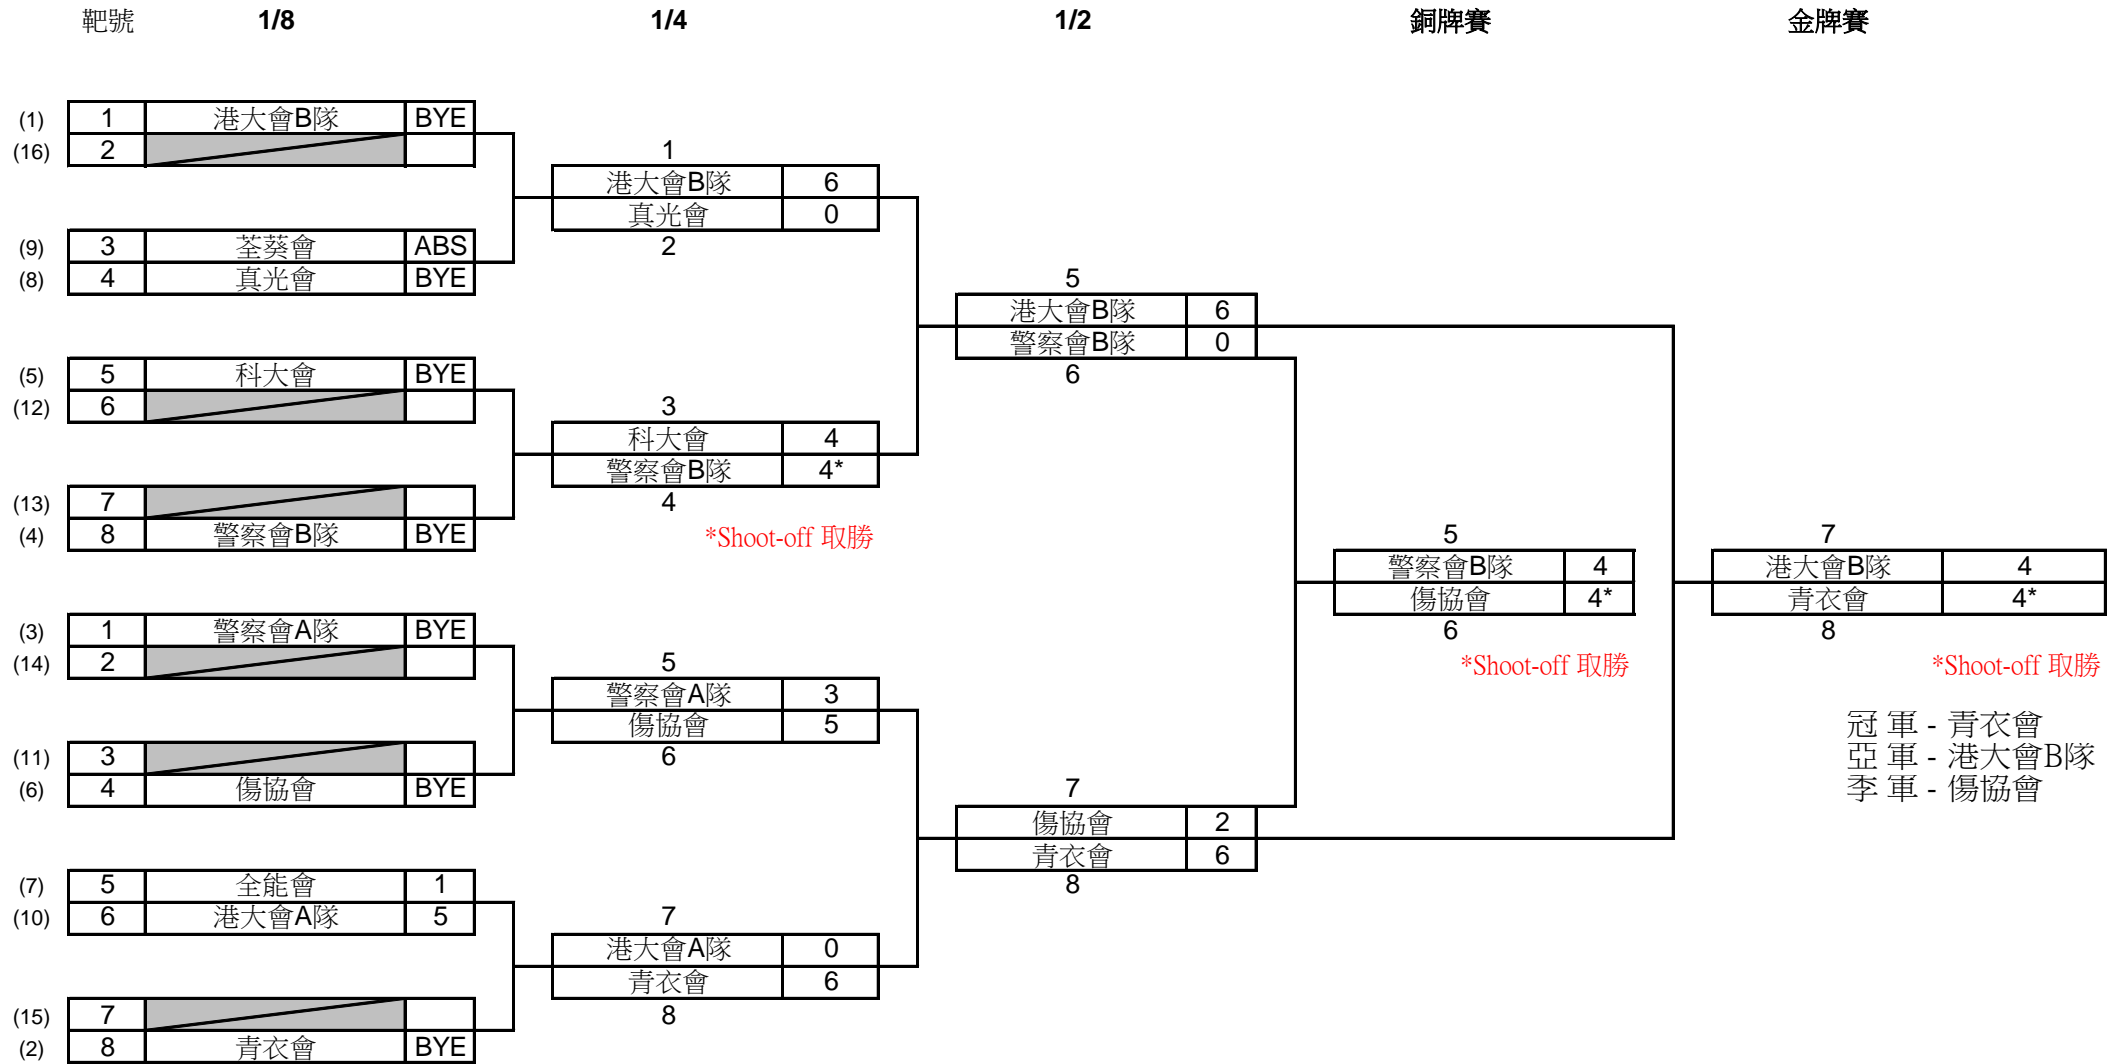 靶號 1/8 1/4 1/2 銅牌賽 金牌賽
(1) 1 港大會B隊 BYE
(16) 2
1
港大會B隊 6
真光會 0
2
(9) 3 荃葵會 ABS
(8) 4 真光會 BYE
5
港大會B隊 6
警察會B隊 0
6
(5) 5 科大會 BYE
(12) 6
3
科大會 4
警察會B隊 4*
4
(13) 7
(4) 8 警察會B隊 BYE
*Shoot-off 取勝
5
警察會B隊 4
傷協會 4*
6
*Shoot-off 取勝
7
港大會B隊 4
青衣會 4*
8
*Shoot-off 取勝
(3) 1 警察會A隊 BYE
(14) 2
5
警察會A隊 3
傷協會 5
6
(11) 3
(6) 4 傷協會 BYE
冠 軍 - 青衣會
亞 軍 - 港大會B隊
季 軍 - 傷協會
7
傷協會 2
青衣會 6
8
(7) 5 全能會 1
(10) 6 港大會A隊 5
7
港大會A隊 0
青衣會 6
8
(15) 7
(2) 8 青衣會 BYE